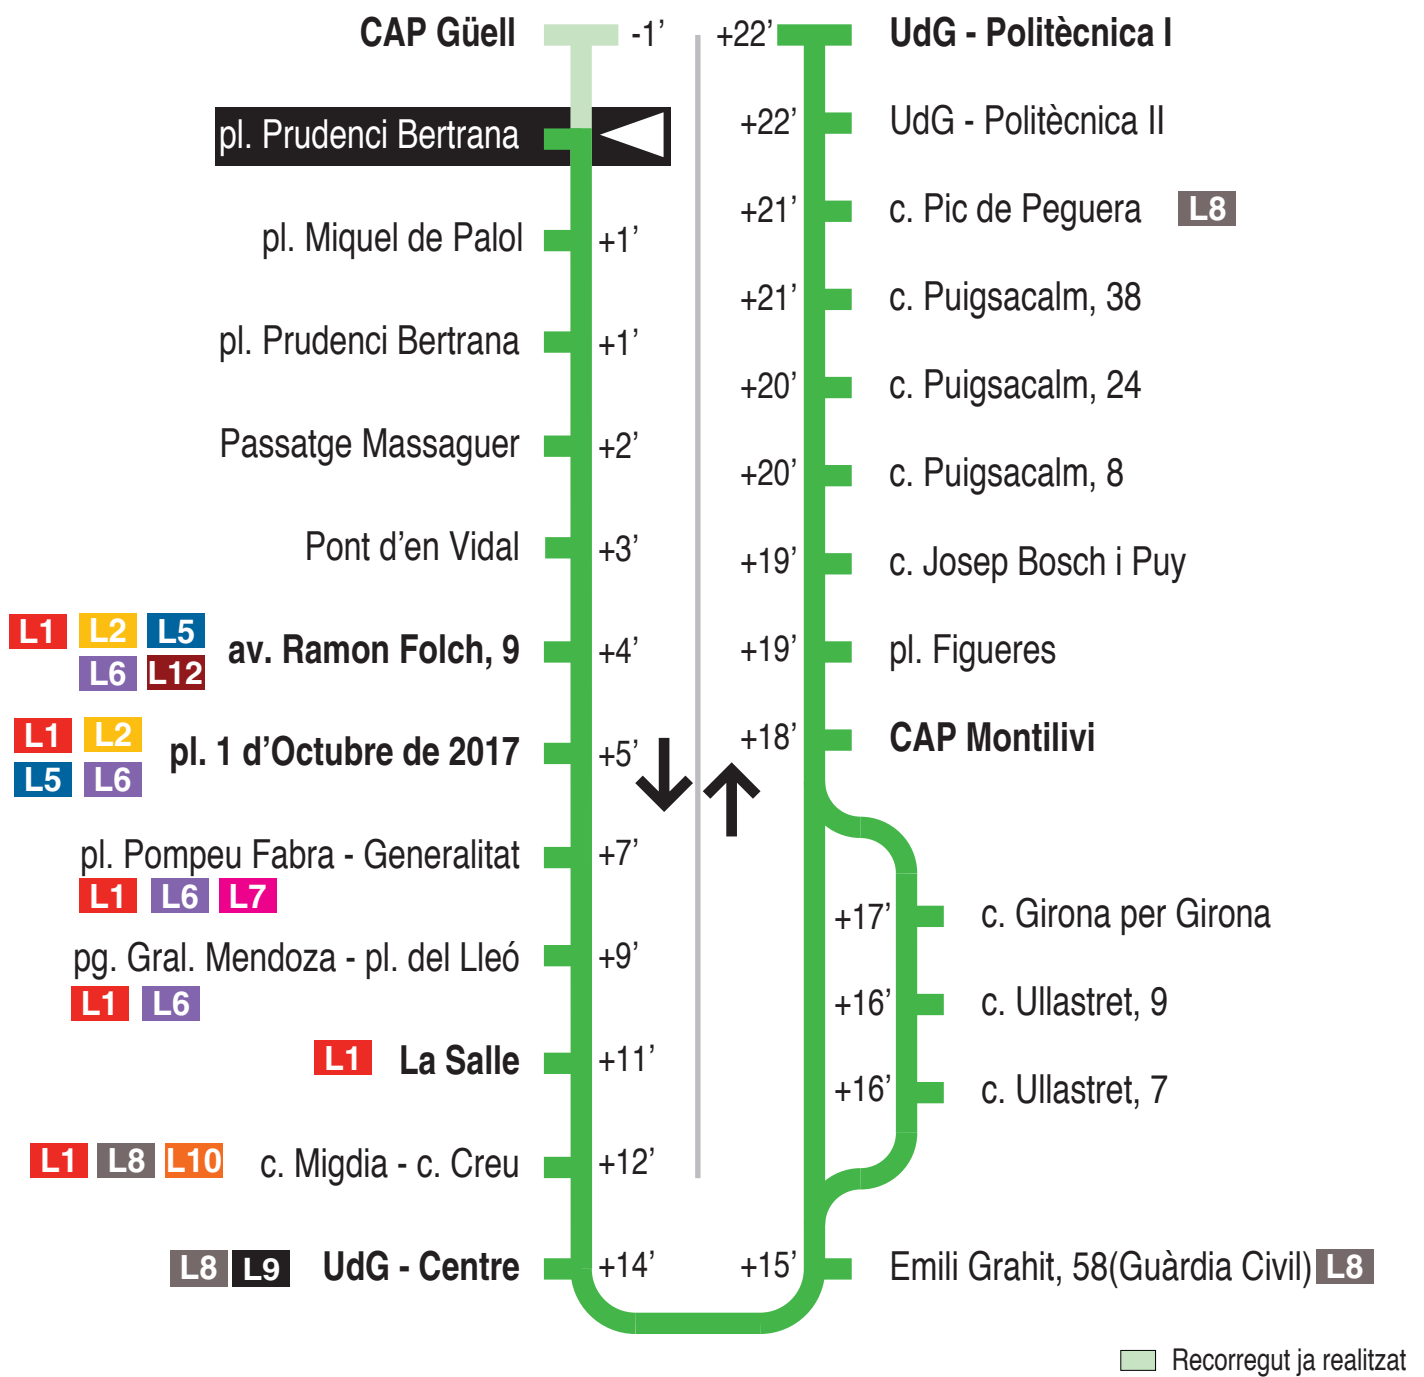 CAP Güell -1’
pl. Prudenci Bertrana
pl. Miquel de Palol +1’
pl. Prudenci Bertrana +1’
Passatge Massaguer +2’
Pont d’en Vidal +3’
L1 L2 L5
av. Ramon Folch, 9 +4’
L6 L12
L1 L2
pl. 1 d’Octubre de 2017 +5’
L5 L6
pl. Pompeu Fabra - Generalitat +7’
L1 L6 L7
pg. Gral. Mendoza - pl. del Lleó +9’
L1 L6
L1 La Salle +11’
L1 L8 L10 c. Migdia - c. Creu +12’
L8 L9 UdG - Centre +14’
+22’ UdG - Politècnica I
+22’ UdG - Politècnica II
+21’ c. Pic de Peguera L8
+21’ c. Puigsacalm, 38
+20’ c. Puigsacalm, 24
+20’ c. Puigsacalm, 8
+19’ c. Josep Bosch i Puy
+19’ pl. Figueres
+18’ CAP Montilivi
+17’ c. Girona per Girona
+16’ c. Ullastret, 9
+16’ c. Ullastret, 7
+15’ Emili Grahit, 58(Guàrdia Civil) L8
Recorregut ja realitzat